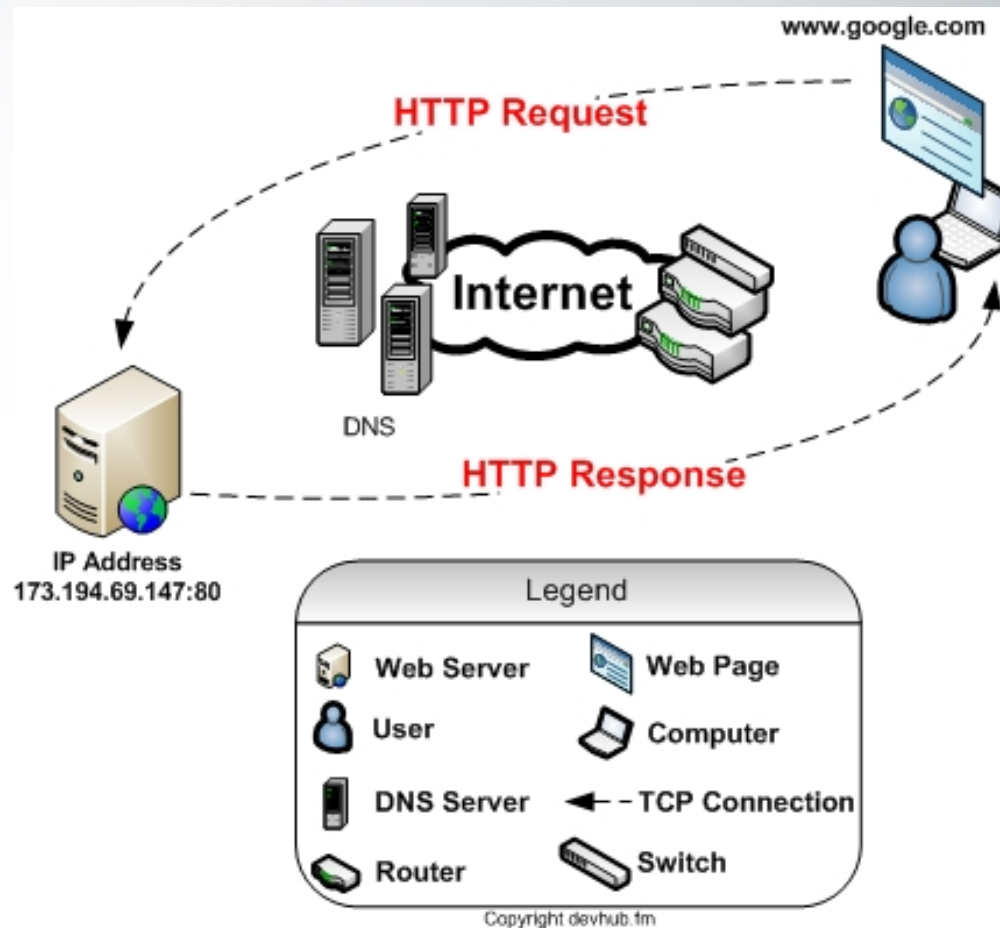 www.google.com
HTTP Request
Internet
DNS
HTTP Response
IP Address
173.194.69.147:80
Legend
Web Server
Web Page
User
Computer
DNS Server
TCP Connection
Router
Switch
Copyright devhub.fm